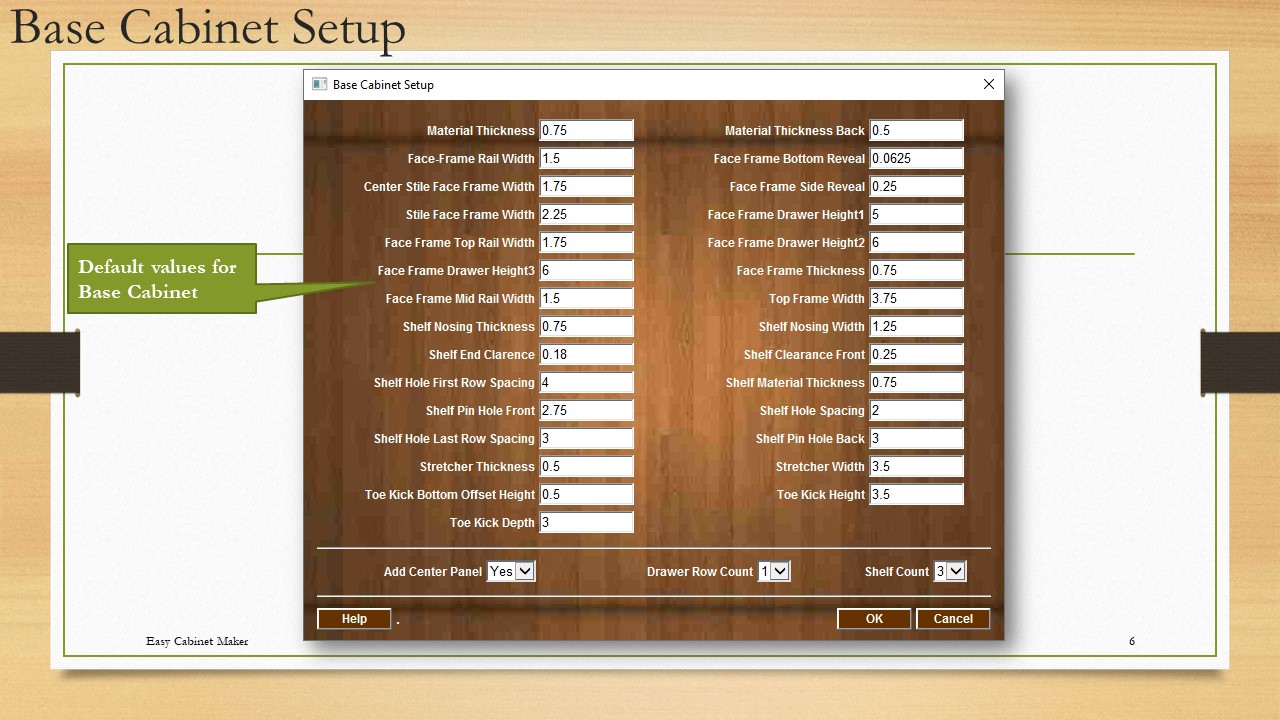 Base Cabinet Setup
Base Cabinet Setup
Material Thickness 0.75 Material Thickness Back 0.5
Face-Frame Rail Width 1.5 Face Frame Bottom Reveal 0.0625
Center Stile Face Frame Width 1.75 Face Frame Side Reveal 0.25
Stile Face Frame Width 2.25 Face Frame Drawer Height1 5
Face Frame Top Rail Width 1.75 Face Frame Drawer Height2 6
Face Frame Drawer Height3 6 Face Frame Thickness 0.75
Face Frame Mid Rail Width 1.5 Top Frame Width 3.75
Shelf Nosing Thickness 0.75 Shelf Nosing Width 1.25
Shelf End Clarence 0.18 Shelf Clearance Front 0.25
Shelf Hole First Row Spacing 4 Shelf Material Thickness 0.75
Shelf Pin Hole Front 2.75 Shelf Hole Spacing 2
Shelf Hole Last Row Spacing 3 Shelf Pin Hole Back 3
Stretcher Thickness 0.5 Stretcher Width 3.5
Toe Kick Bottom Offset Height 0.5 Toe Kick Height 3.5
Toe Kick Depth 3
Add Center Panel Yes Drawer Row Count 1 Shelf Count 3
Help . OK Cancel
Default values for
Base Cabinet
Easy Cabinet Maker 6